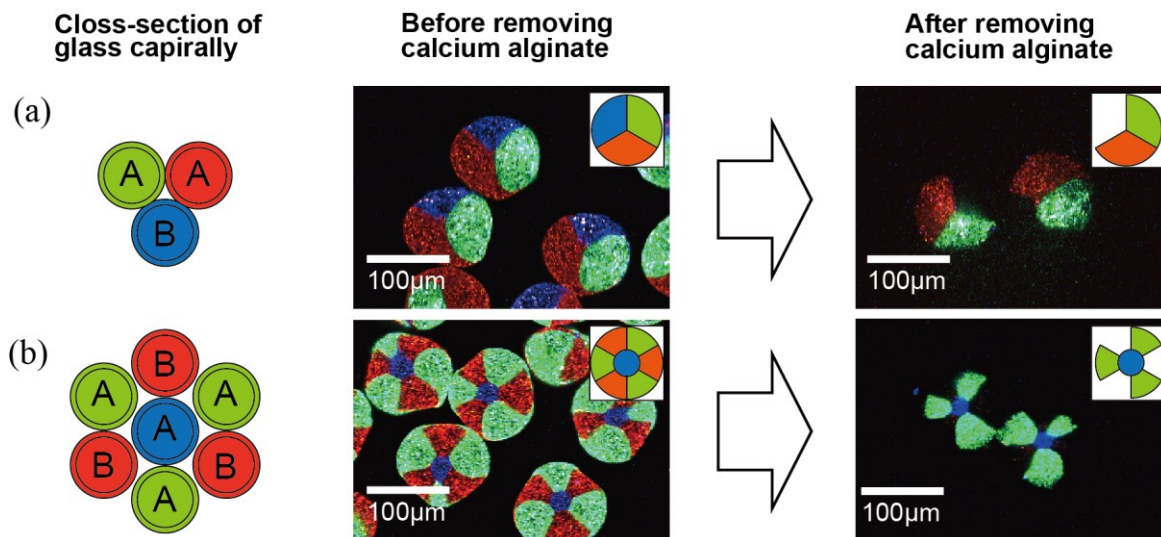 Closs-section of
glass capirally
Before removing
calcium alginate
After removing
calcium alginate
(a)
A A
B
100μm
100μm
(b)
B
A A
A
B B
A
100μm
100μm